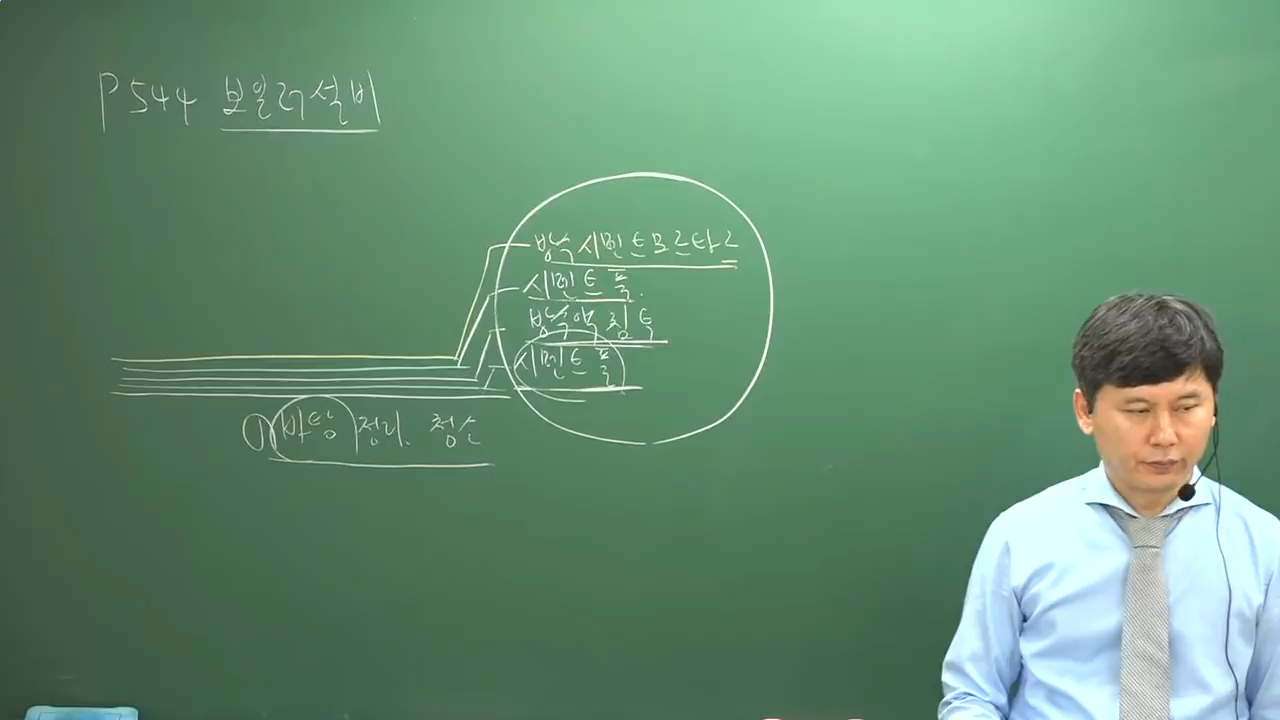 P 544 보일러설비
방수 시멘트모르타르
시멘트 풀
방수액 침투
시멘트 풀
① 바탕 정리. 청소